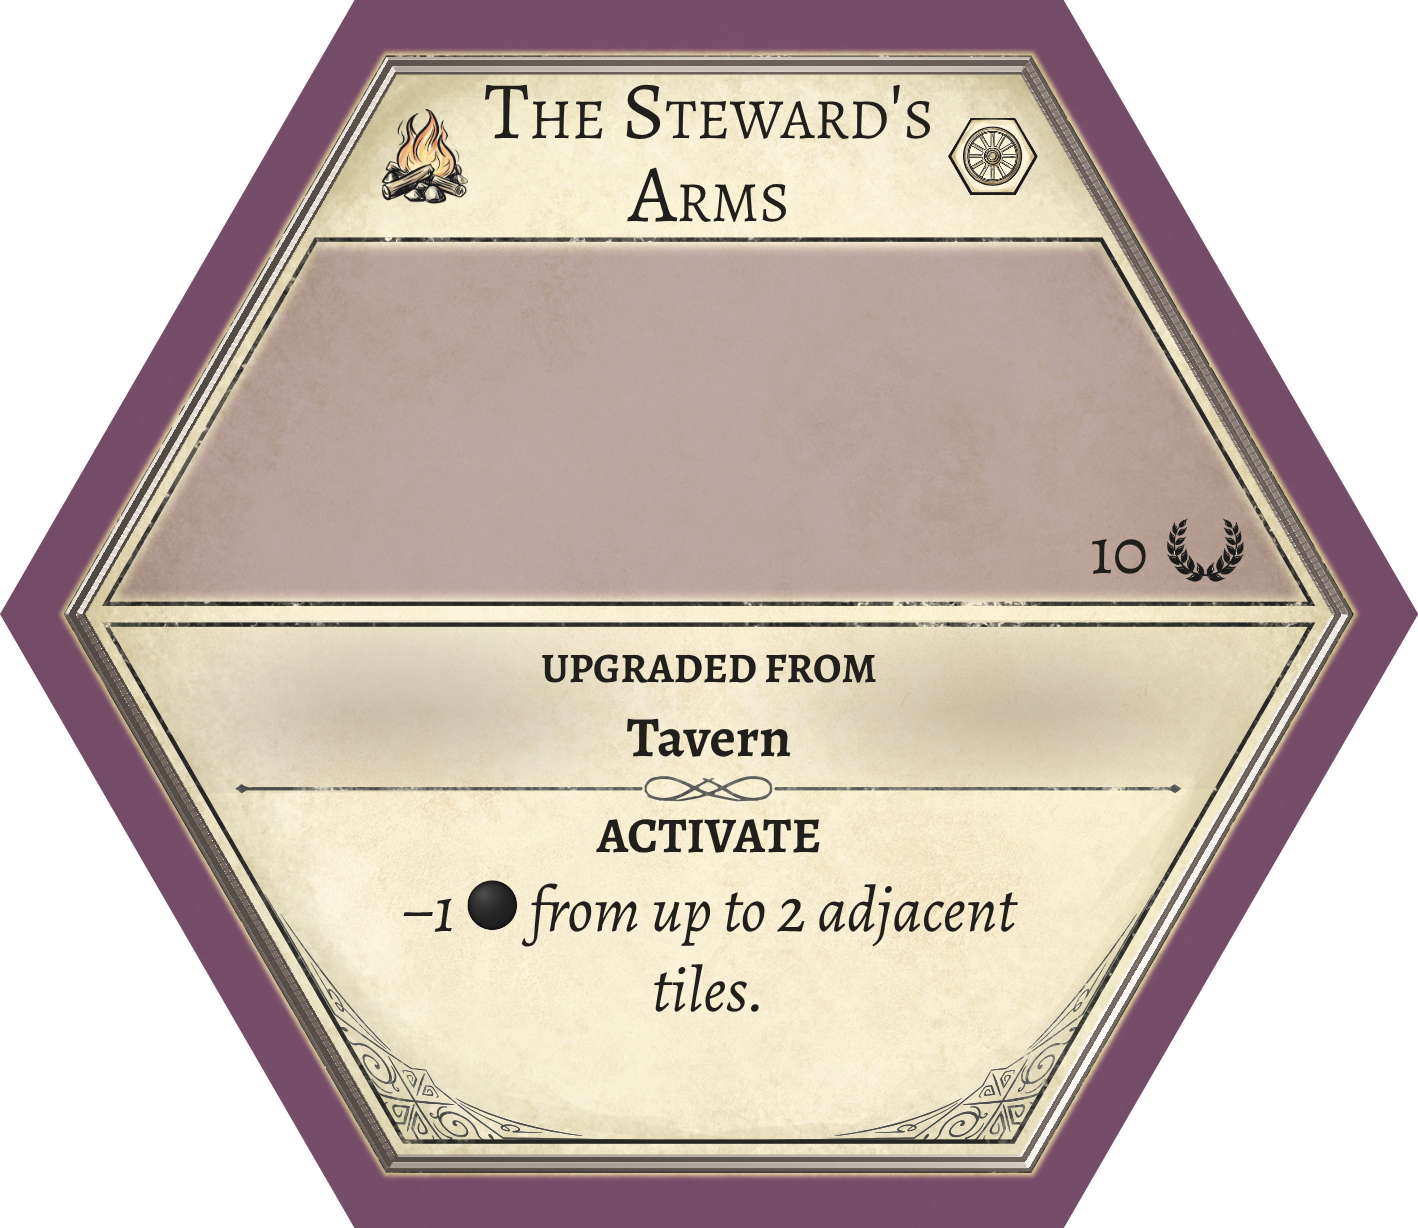 The Steward's
Arms
10
UPGRADED FROM
Tavern
ACTIVATE
–1 from up to 2 adjacent
tiles.